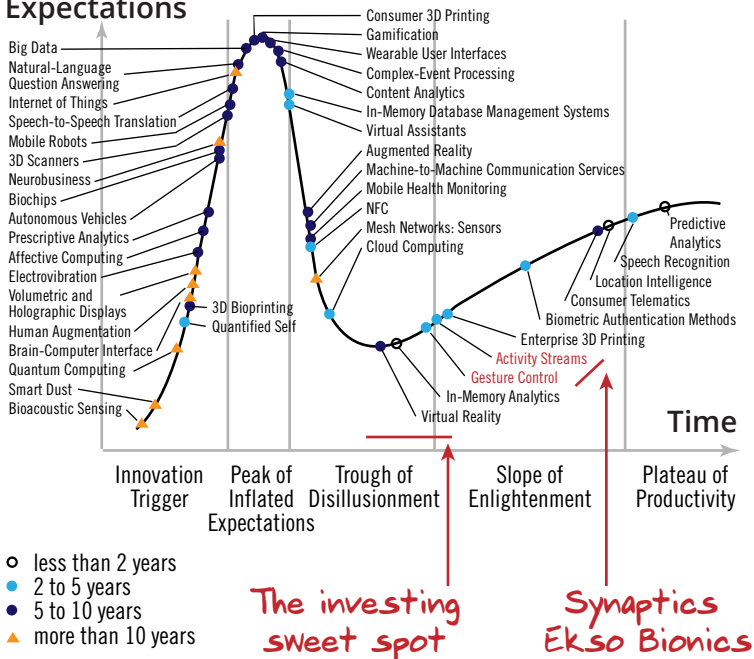 Expectations
Big Data
Natural-Language
Question Answering
Internet of Things
Speech-to-Speech Translation
Mobile Robots
3D Scanners
Neurobusiness
Biochips
Autonomous Vehicles
Prescriptive Analytics
Affective Computing
Electrovibration
Volumetric and
Holographic Displays
Human Augmentation
Brain-Computer Interface
Quantum Computing
Smart Dust
Bioacoustic Sensing
3D Bioprinting
Quantified Self
Consumer 3D Printing
Gamification
Wearable User Interfaces
Complex-Event Processing
Content Analytics
In-Memory Database Management Systems
Virtual Assistants
Augmented Reality
Machine-to-Machine Communication Services
Mobile Health Monitoring
NFC
Mesh Networks: Sensors
Cloud Computing
Predictive
Analytics
Speech Recognition
Location Intelligence
Consumer Telematics
Biometric Authentication Methods
Enterprise 3D Printing
Activity Streams
Gesture Control
In-Memory Analytics
Virtual Reality
Time
Innovation
Trigger
Peak of
Inflated
Expectations
Trough of
Disillusionment
Slope of
Enlightenment
Plateau of
Productivity
less than 2 years
2 to 5 years
5 to 10 years
more than 10 years
The investing
sweet spot
Synaptics
Ekso Bionics